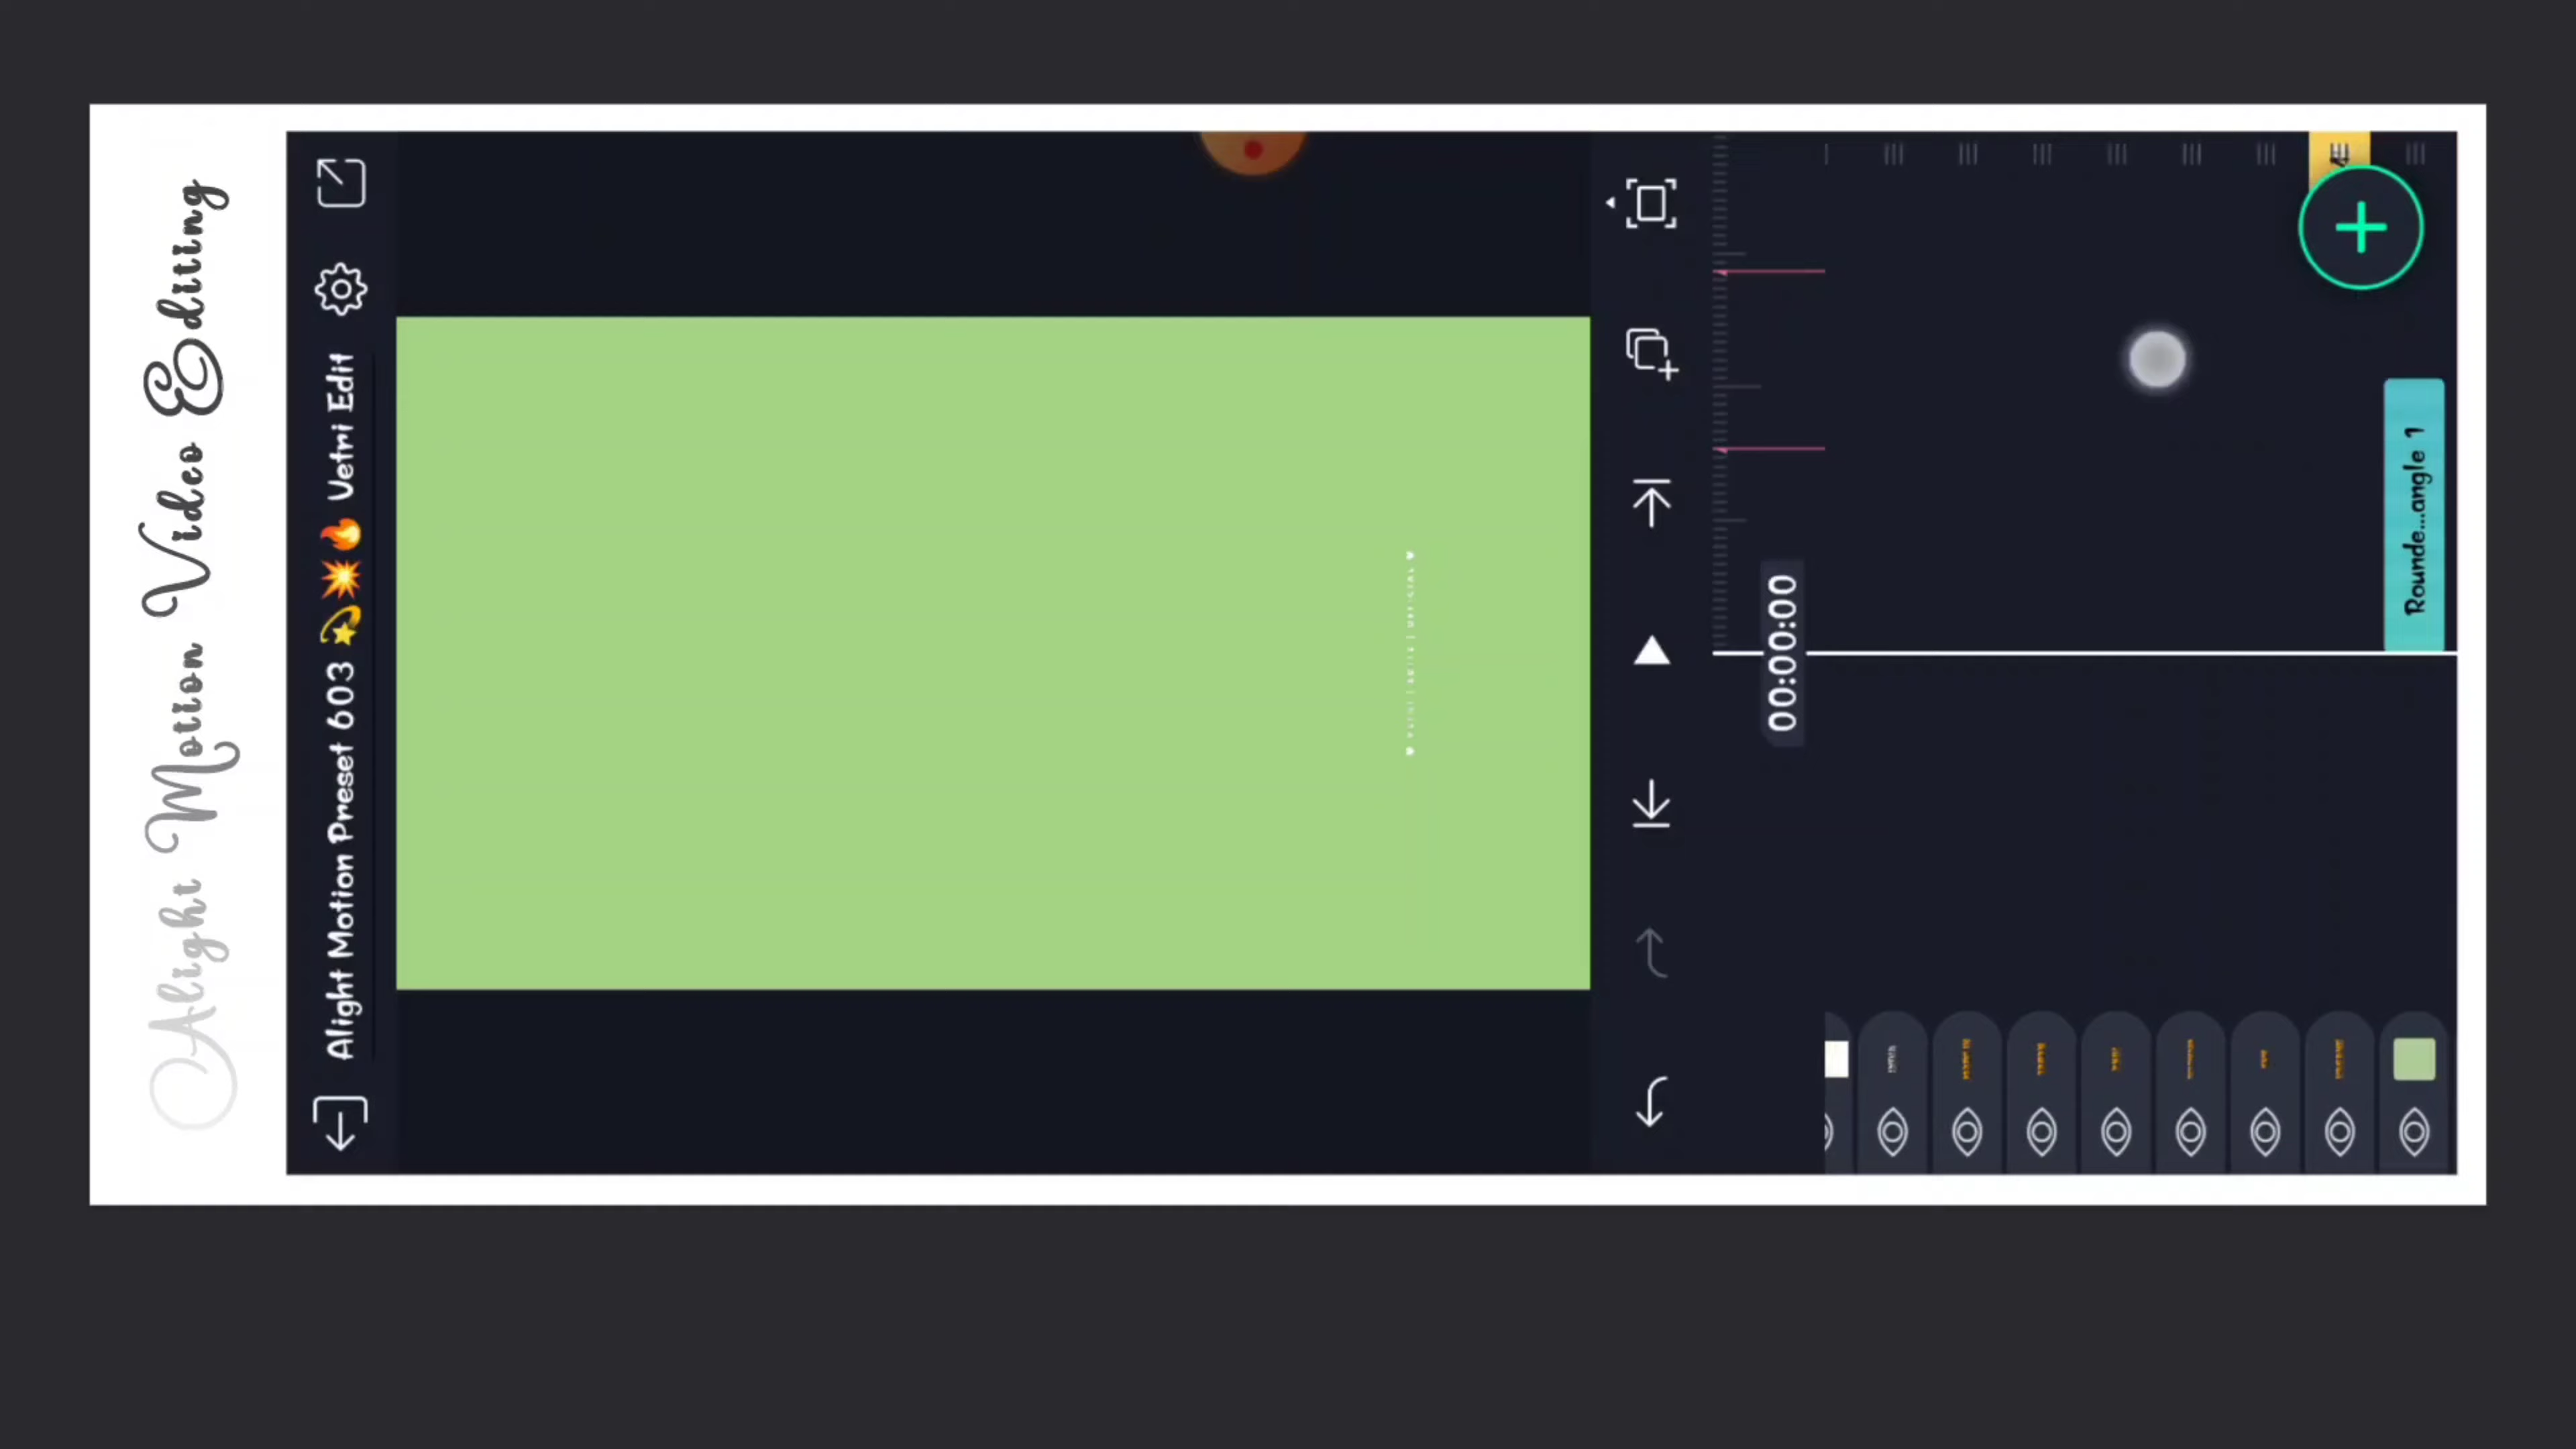 Alight Motion Video Editing
Alight Motion Preset 603 💫💥🔥 Vetri Edit
00:00:00
Rounde...angle 1